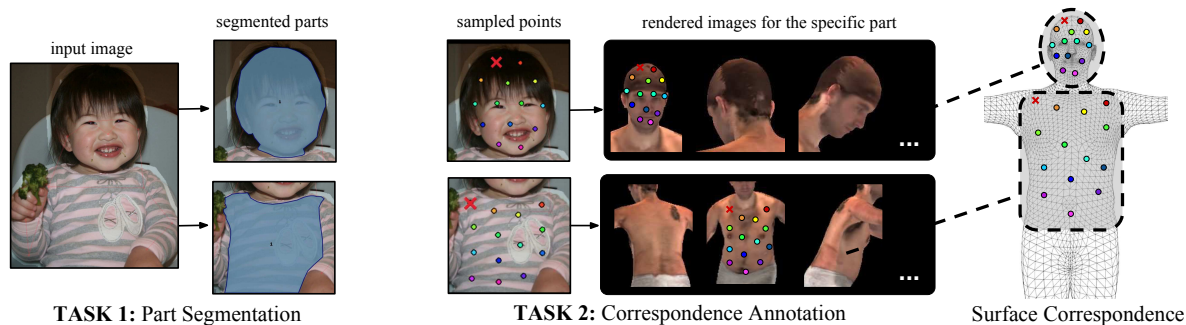 input image
segmented parts
sampled points
rendered images for the specific part
...
...
TASK 1: Part Segmentation
TASK 2: Correspondence Annotation
Surface Correspondence